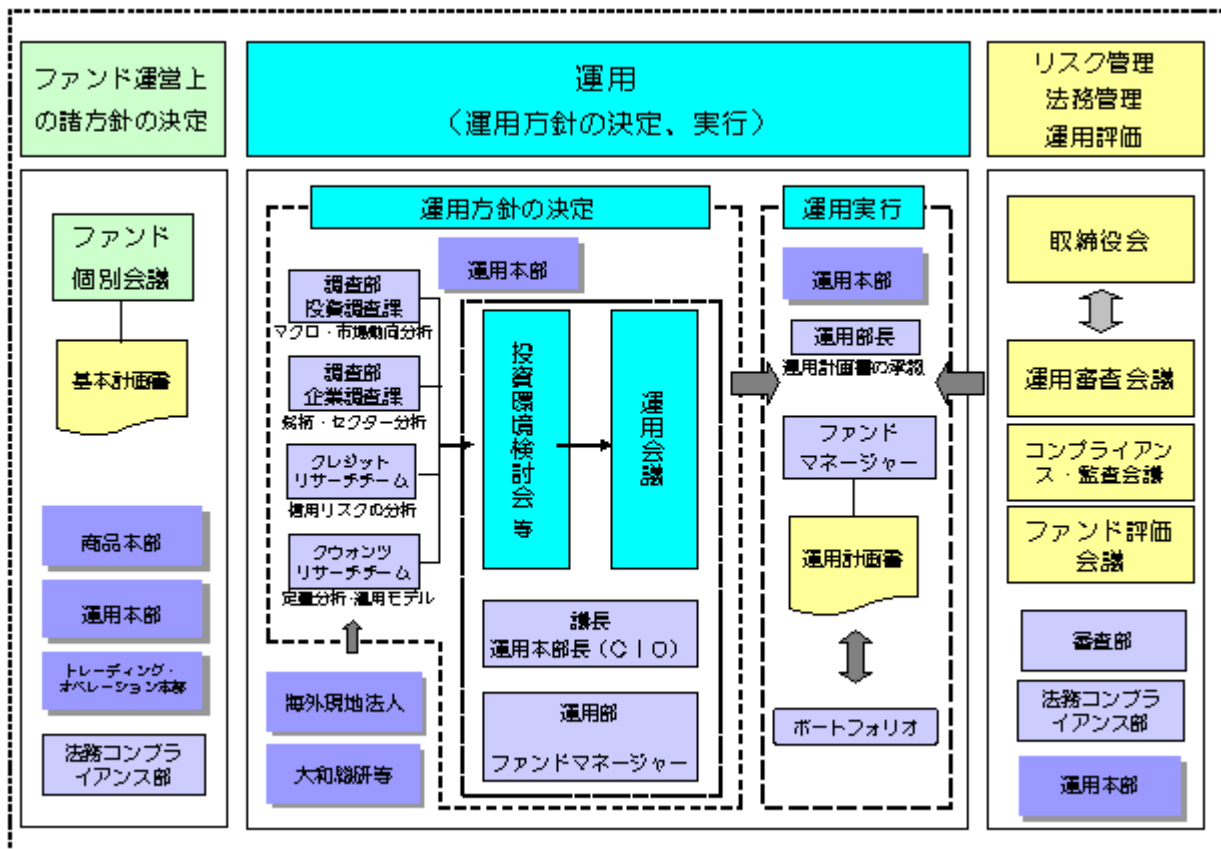 ファンド運営上
の諸方針の決定
ファンド
個別会議
基本計画書
商品本部
運用本部
トレーディング・
オペレーション本部
法務コンプラ
イアンス部
運用
（運用方針の決定、実行）
運用方針の決定
運用本部
調査部
投資調査課
マクロ・市場動向分析
調査部
企業調査課
銘柄・セクター分析
クレジット
リサーチチーム
信用リスクの分析
クウォンツ
リサーチチーム
定量分析・運用モデル
海外現地法人
大和総研等
投資環境検討会 等
運用会議
議長
運用本部長（ＣＩＯ）
運用部
ファンドマネージャー
運用実行
運用本部
運用部長
運用計画書の承認
ファンド
マネージャー
運用計画書
ポートフォリオ
リスク管理
法務管理
運用評価
取締役会
運用審査会議
コンプライアン
ス・監査会議
ファンド評価
会議
審査部
法務コンプラ
イアンス部
運用本部